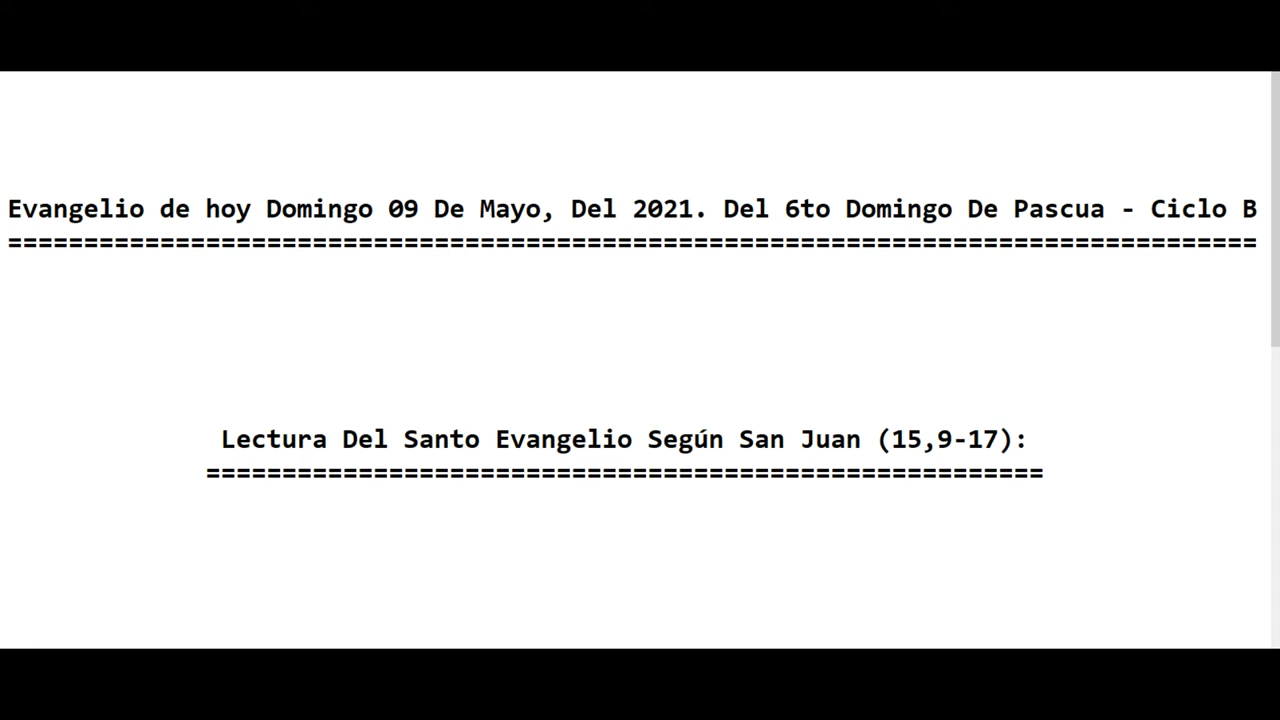 Evangelio de hoy Domingo 09 De Mayo, Del 2021. Del 6to Domingo De Pascua - Ciclo B
==================================================================================
Lectura Del Santo Evangelio Según San Juan (15,9-17):
=======================================================